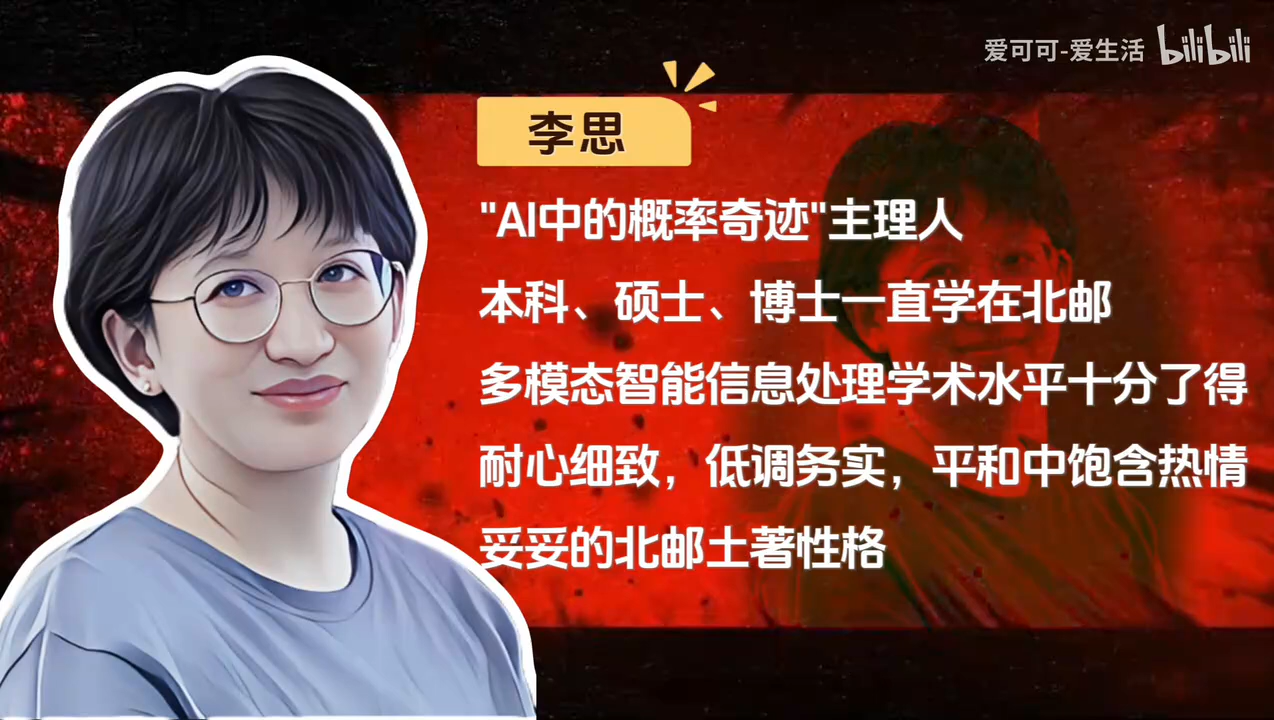 爱可可-爱生活 bilibili
李思
"AI中的概率奇迹"主理人
本科、硕士、博士一直学在北邮
多模态智能信息处理学术水平十分了得
耐心细致，低调务实，平和中饱含热情
妥妥的北邮土著性格